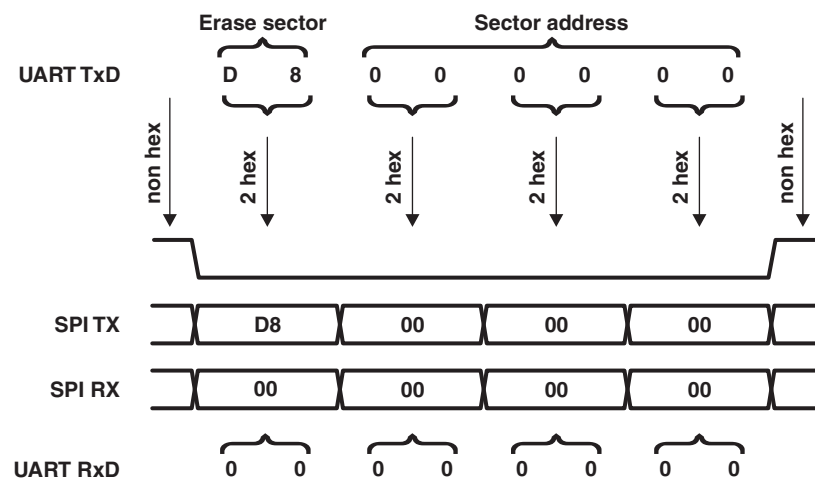 Erase sector Sector address
UART TxD D 8 0 0 0 0 0 0
non hex 2 hex 2 hex 2 hex 2 hex non hex
SPI TX D8 00 00 00
SPI RX 00 00 00 00
UART RxD 0 0 0 0 0 0 0 0